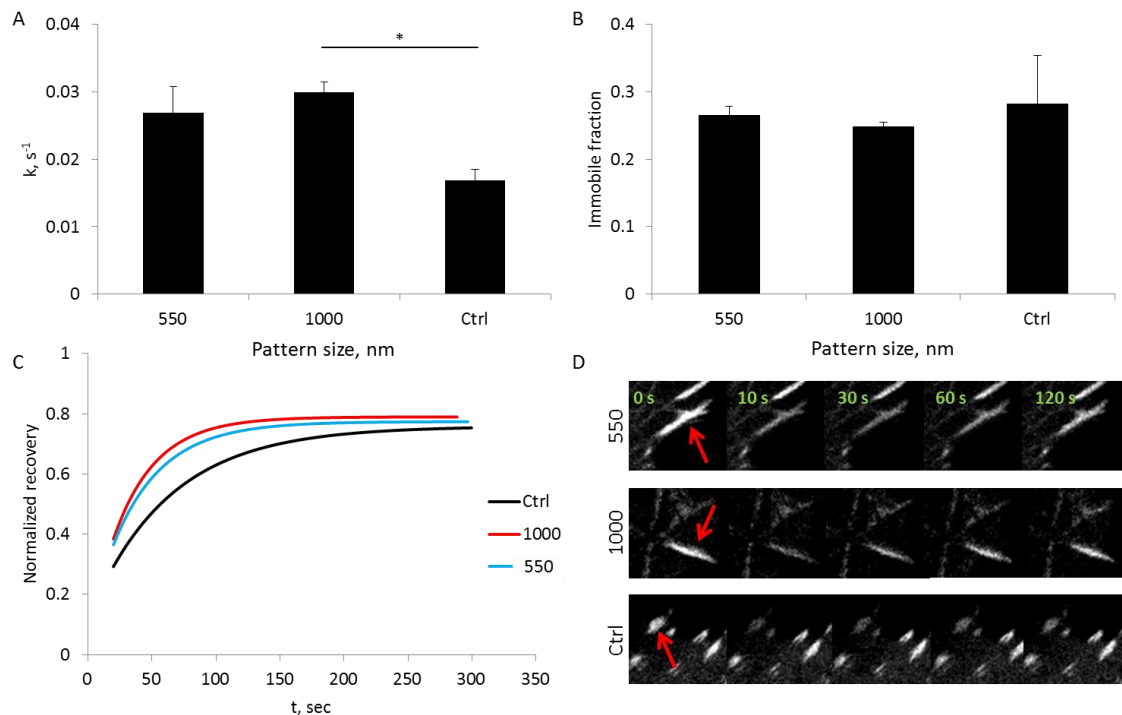 A
0.04
0.03
0.02
0.01
0
k, s-1
*
550
1000
Ctrl
Pattern size, nm
B
0.4
0.3
0.2
0.1
0
Immobile fraction
550
1000
Ctrl
Pattern size, nm
C
1
0.8
0.6
0.4
0.2
0
Normalized recovery
0
50
100
150
200
250
300
350
t, sec
Ctrl
1000
550
D
0 s
10 s
30 s
60 s
120 s
550
1000
Ctrl